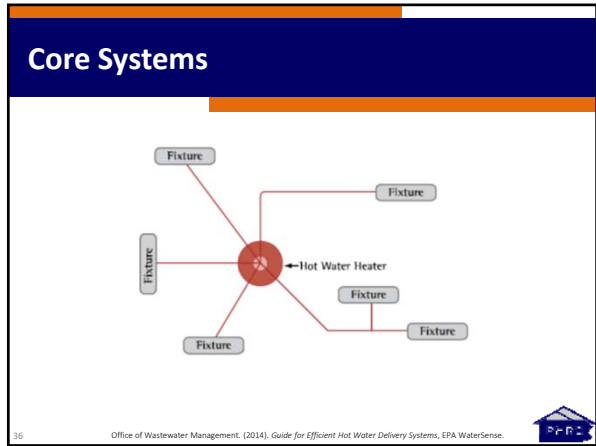 Core Systems
Fixture
Fixture
Fixture
Hot Water Heater
Fixture
Fixture
Fixture
36
Office of Wastewater Management. (2014). Guide for Efficient Hot Water Delivery Systems, EPA WaterSense.
PHRC